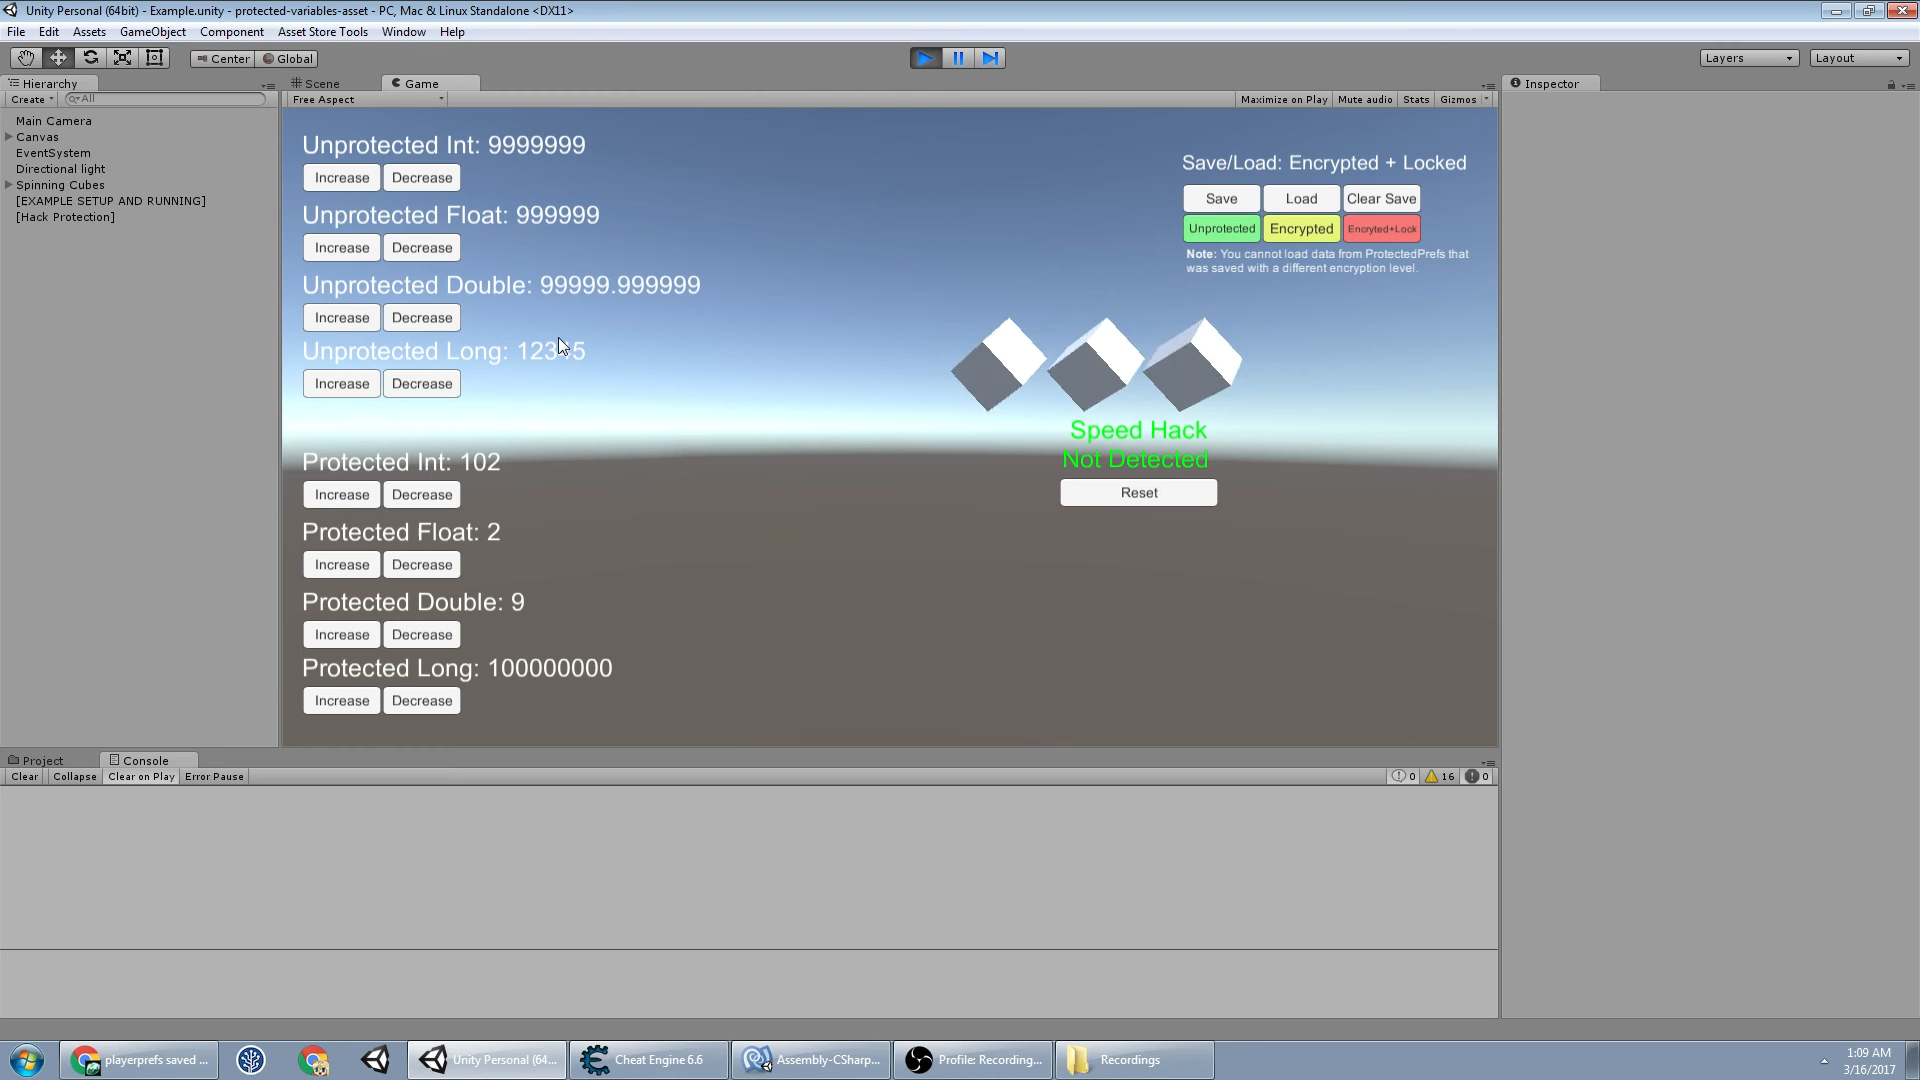 Unity Personal (64bit) - Example.unity - protected-variables-asset - PC, Mac & Linux Standalone <DX11>
File Edit Assets GameObject Component Asset Store Tools Window Help
Center Global Layers Layout
Hierarchy Scene Game Inspector
Create All Free Aspect Maximize on Play Mute audio Stats Gizmos
Main Camera
Canvas
EventSystem
Directional light
Spinning Cubes
[EXAMPLE SETUP AND RUNNING]
[Hack Protection]
Unprotected Int: 9999999
Increase Decrease
Unprotected Float: 999999
Increase Decrease
Unprotected Double: 99999.999999
Increase Decrease
Unprotected Long:
Increase Decrease
Protected Int: 102
Increase Decrease
Protected Float: 2
Increase Decrease
Protected Double: 9
Increase Decrease
Protected Long: 100000000
Increase Decrease
Save/Load: Encrypted + Locked
Save Load Clear Save
Unprotected Encrypted Encryted+Lock
Note: You cannot load data from ProtectedPrefs that
was saved with a different encryption level.
Speed Hack
Not Detected
Reset
Project Console
Clear Collapse Clear on Play Error Pause 0 16 0
playerprefs saved ... Unity Personal (64... Cheat Engine 6.6 Assembly-CSharp... Profile: Recording... Recordings
1:09 AM
3/16/2017